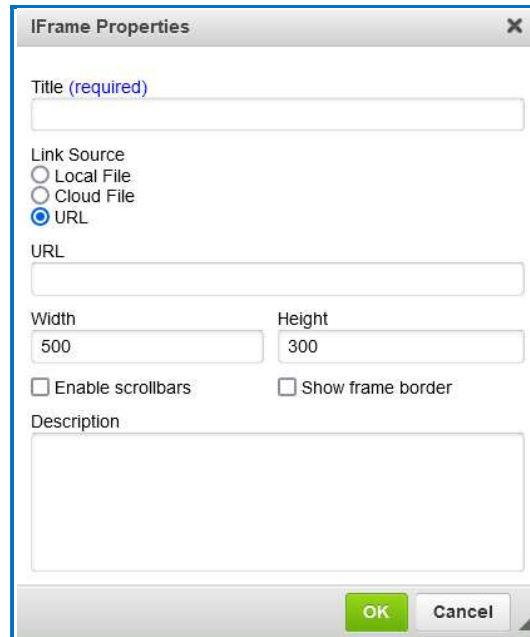 IFrame Properties
Title (required)
Link Source
Local File
Cloud File
URL
URL
Width Height
500 300
Enable scrollbars Show frame border
Description
OK Cancel